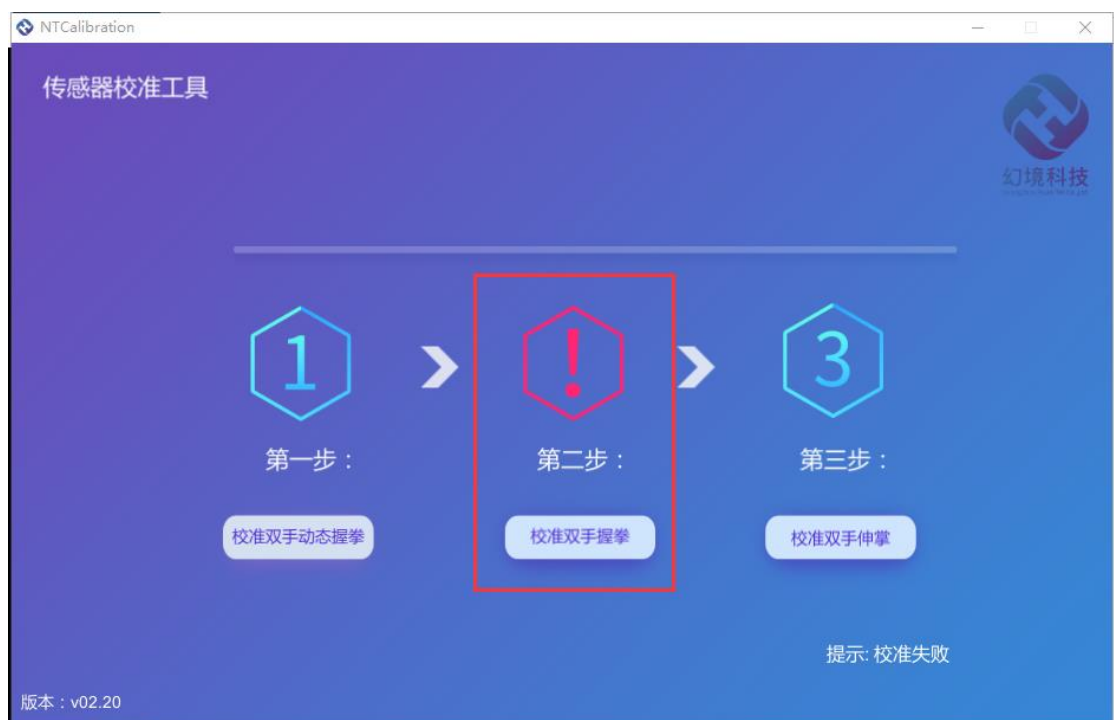 NTCalibration
传感器校准工具
幻境科技
1
!
3
第一步：
第二步：
第三步：
校准双手动态握拳
校准双手握拳
校准双手伸掌
提示: 校准失败
版本：v02.20